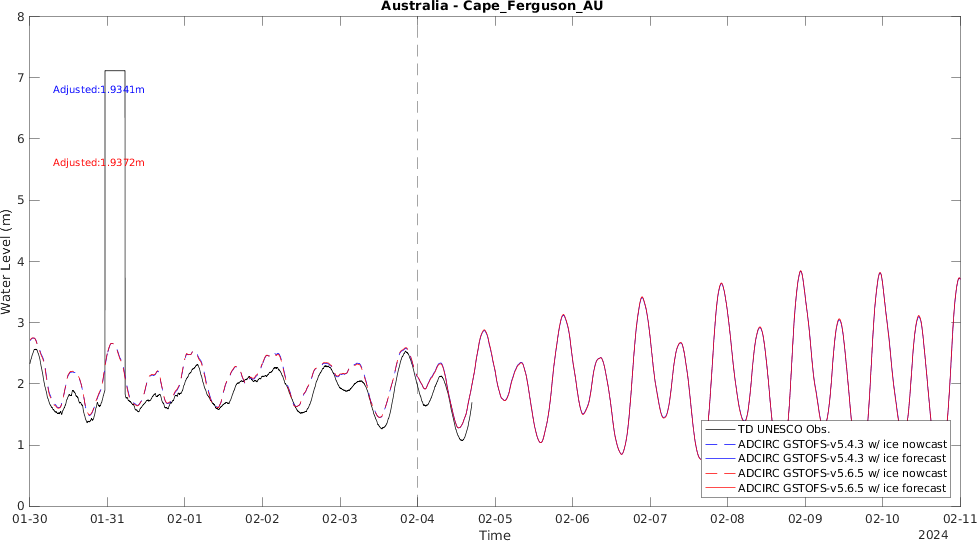 Australia - Cape_Ferguson_AU
8
7
6
5
4
3
2
1
0
Water Level (m)
Adjusted:1.9341m
Adjusted:1.9372m
TD UNESCO Obs.
ADCIRC GSTOFS-v5.4.3 w/ ice nowcast
ADCIRC GSTOFS-v5.4.3 w/ ice forecast
ADCIRC GSTOFS-v5.6.5 w/ ice nowcast
ADCIRC GSTOFS-v5.6.5 w/ ice forecast
01-30 01-31 02-01 02-02 02-03 02-04 02-05 02-06 02-07 02-08 02-09 02-10 02-11
Time
2024